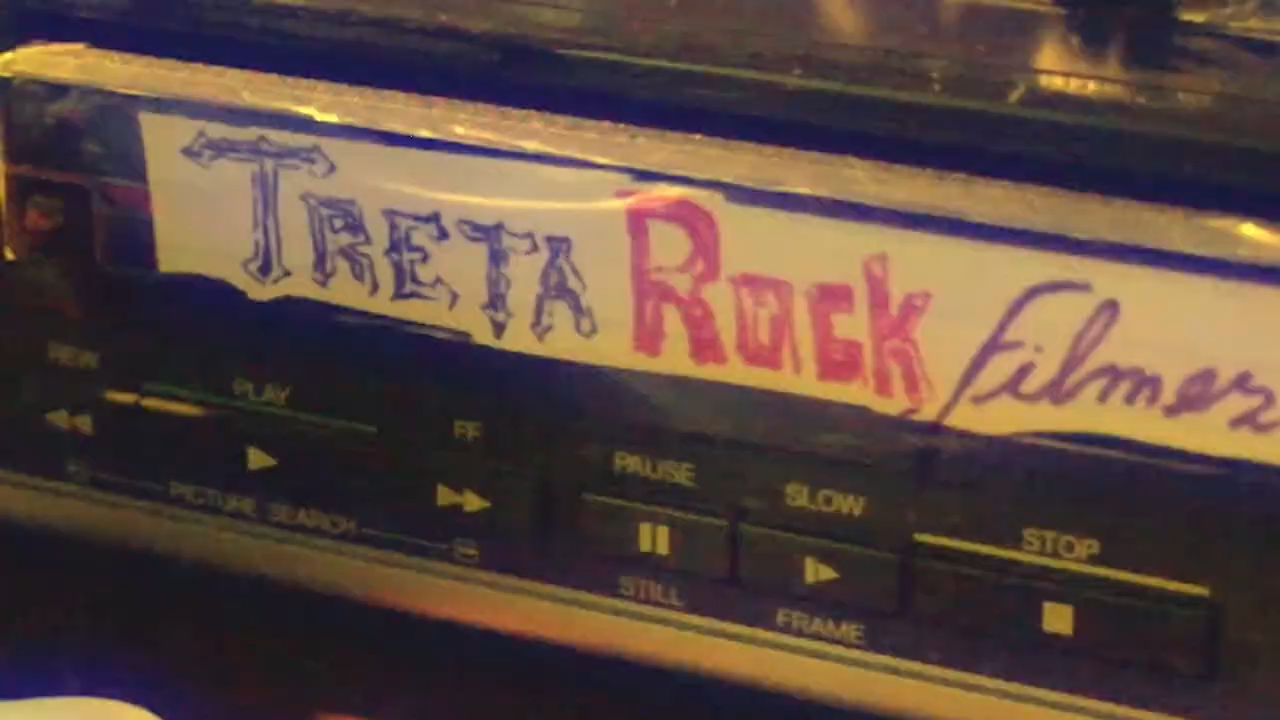 TRETA Rock filmes
REW
PLAY
FF
PICTURE SEARCH
PAUSE
SLOW
STOP
STILL
FRAME